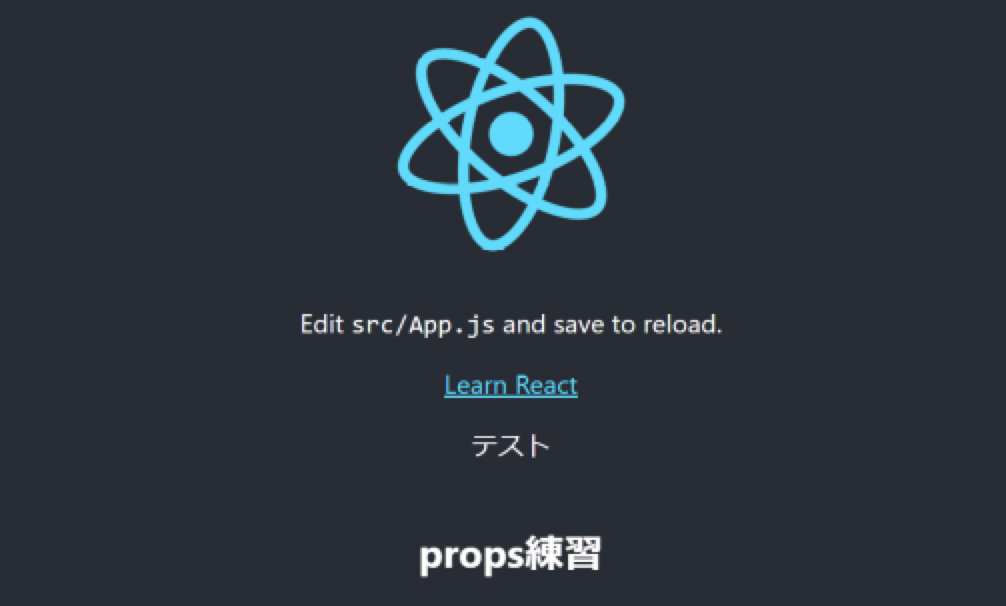 Edit src/App.js and save to reload.
Learn React
テスト
props練習